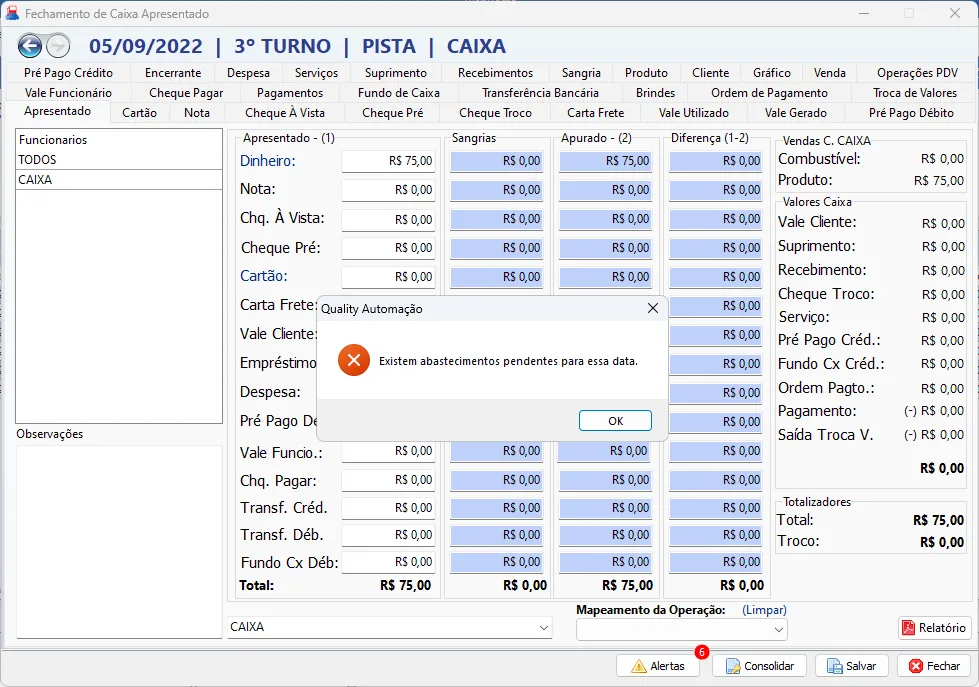 Fechamento de Caixa Apresentado
05/09/2022 | 3º TURNO | PISTA | CAIXA
Pré Pago Crédito Encerrante Despesa Serviços Suprimento Recebimentos Sangria Produto Cliente Gráfico Venda Operações PDV
Vale Funcionário Cheque Pagar Pagamentos Fundo de Caixa Transferência Bancária Brindes Ordem de Pagamento Troca de Valores
Apresentado Cartão Nota Cheque À Vista Cheque Pré Cheque Troco Carta Frete Vale Utilizado Vale Gerado Pré Pago Débito
Funcionarios
TODOS
CAIXA
Observações
Apresentado - (1) Sangrias Apurado - (2) Diferença (1-2)
Dinheiro: R$ 75,00 R$ 0,00 R$ 75,00 R$ 0,00
Nota: R$ 0,00 R$ 0,00 R$ 0,00 R$ 0,00
Chq. À Vista: R$ 0,00 R$ 0,00 R$ 0,00 R$ 0,00
Cheque Pré: R$ 0,00 R$ 0,00 R$ 0,00 R$ 0,00
Cartão: R$ 0,00 R$ 0,00 R$ 0,00 R$ 0,00
Carta Frete: R$ 0,00
Vale Cliente: R$ 0,00
Empréstimo R$ 0,00
Despesa: R$ 0,00
Pré Pago De R$ 0,00
Vale Funcio.: R$ 0,00 R$ 0,00 R$ 0,00 R$ 0,00
Chq. Pagar: R$ 0,00 R$ 0,00 R$ 0,00 R$ 0,00
Transf. Créd. R$ 0,00 R$ 0,00 R$ 0,00 R$ 0,00
Transf. Déb. R$ 0,00 R$ 0,00 R$ 0,00 R$ 0,00
Fundo Cx Déb: R$ 0,00 R$ 0,00 R$ 0,00 R$ 0,00
Total: R$ 75,00 R$ 0,00 R$ 75,00 R$ 0,00
Quality Automação
Existem abastecimentos pendentes para essa data.
OK
Vendas C. CAIXA
Combustível: R$ 0,00
Produto: R$ 75,00
Valores Caixa
Vale Cliente: R$ 0,00
Suprimento: R$ 0,00
Recebimento: R$ 0,00
Cheque Troco: R$ 0,00
Serviço: R$ 0,00
Pré Pago Créd.: R$ 0,00
Fundo Cx Créd.: R$ 0,00
Ordem Pagto.: R$ 0,00
Pagamento: (-) R$ 0,00
Saída Troca V. (-) R$ 0,00
R$ 0,00
Totalizadores
Total: R$ 75,00
Troco: R$ 0,00
Mapeamento da Operação: (Limpar)
CAIXA
Relatório
Alertas 6 Consolidar Salvar Fechar